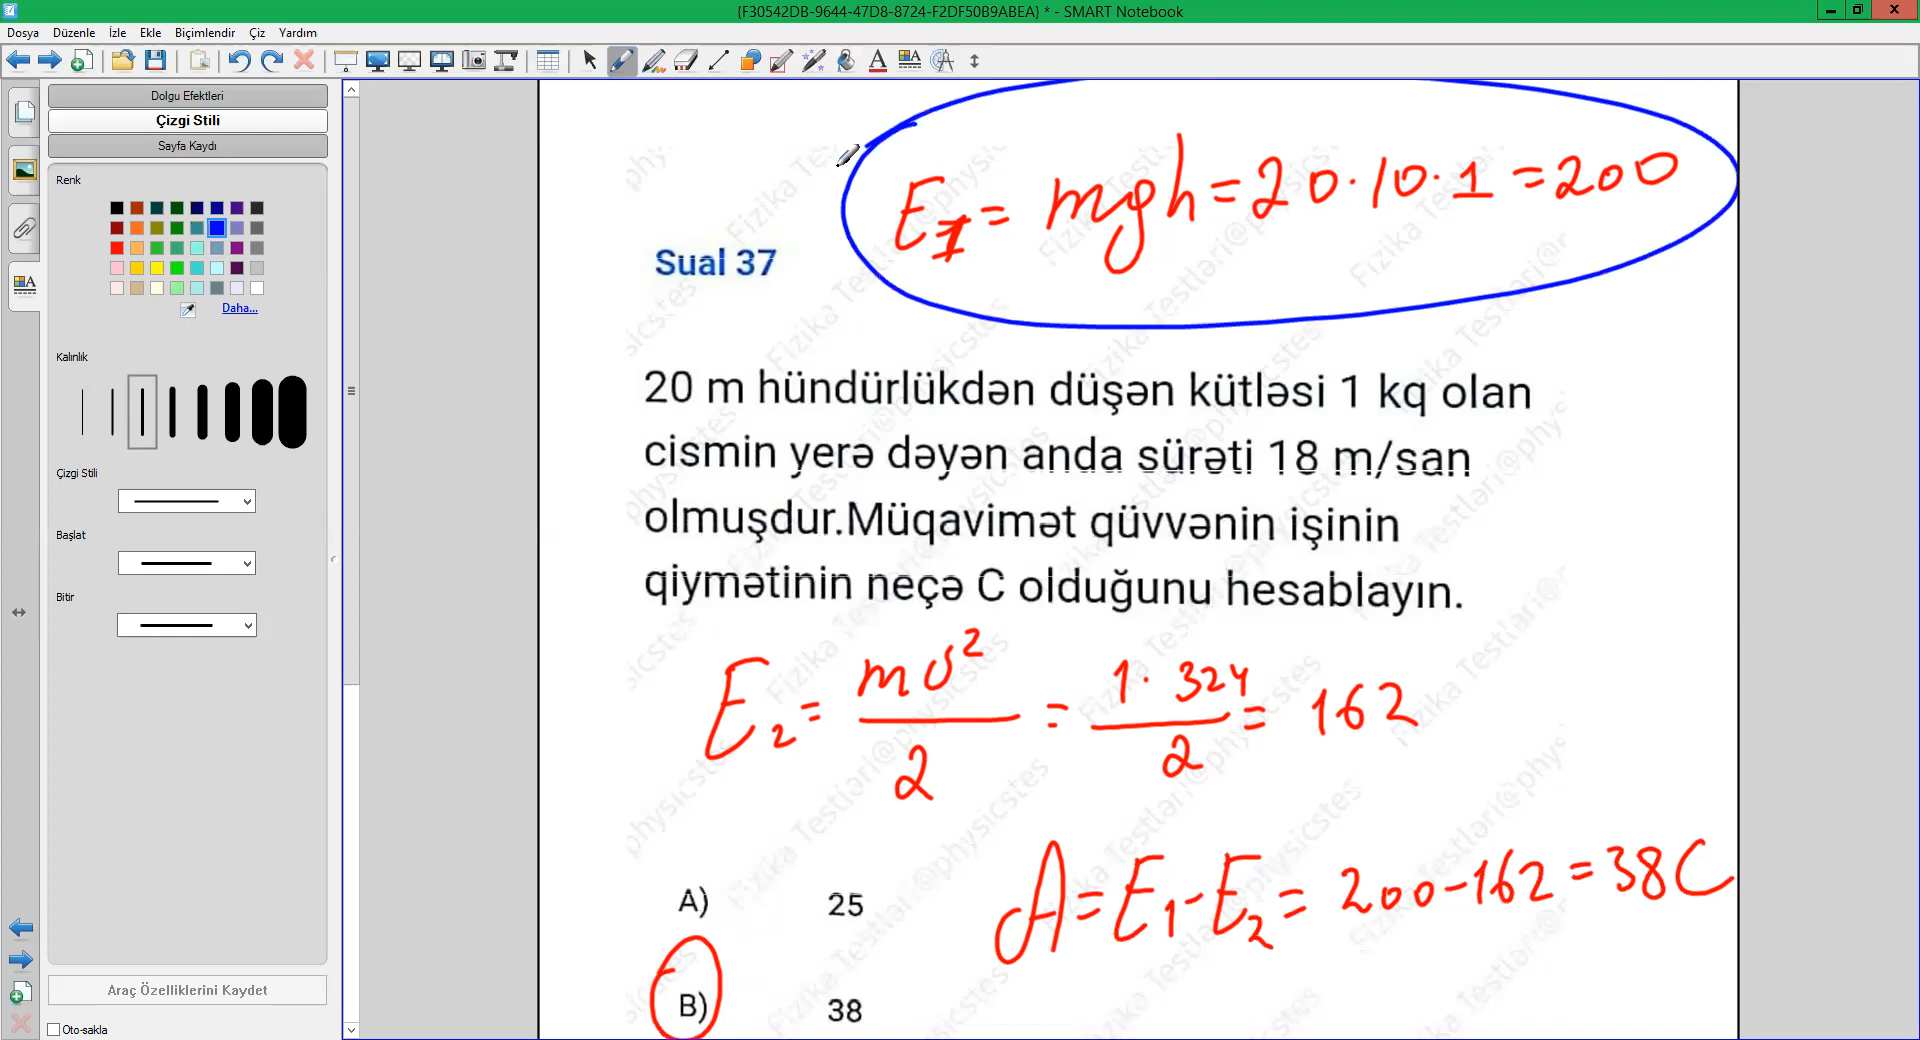 {F30542DB-9644-47D8-8724-F2DF50B9ABEA} * - SMART Notebook
Dosya Düzenle İzle Ekle Biçimlendir Çiz Yardım
Dolgu Efektleri
Çizgi Stili
Sayfa Kaydı
Renk
Daha...
Kalınlık
Çizgi Stili
Başlat
Bitir
Araç Özelliklerini Kaydet
Oto-sakla
E1 = mgh = 20·10·1 = 200
Sual 37
20 m hündürlükdən düşən kütləsi 1 kq olan
cismin yerə dəyən anda sürəti 18 m/san
olmuşdur.Müqavimət qüvvənin işinin
qiymətinin neçə C olduğunu hesablayın.
E₂ = mυ²/2 = 1·324/2 = 162
A = E₁ - E₂ = 200 - 162 = 38C
A) 25
B) 38
Fizika Testləri@physicstes